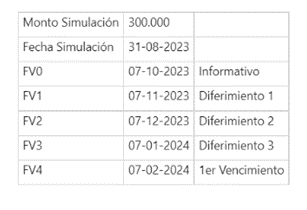 Monto Simulación 300.000
Fecha Simulación 31-08-2023
FV0 07-10-2023 Informativo
FV1 07-11-2023 Diferimiento 1
FV2 07-12-2023 Diferimiento 2
FV3 07-01-2024 Diferimiento 3
FV4 07-02-2024 1er Vencimiento